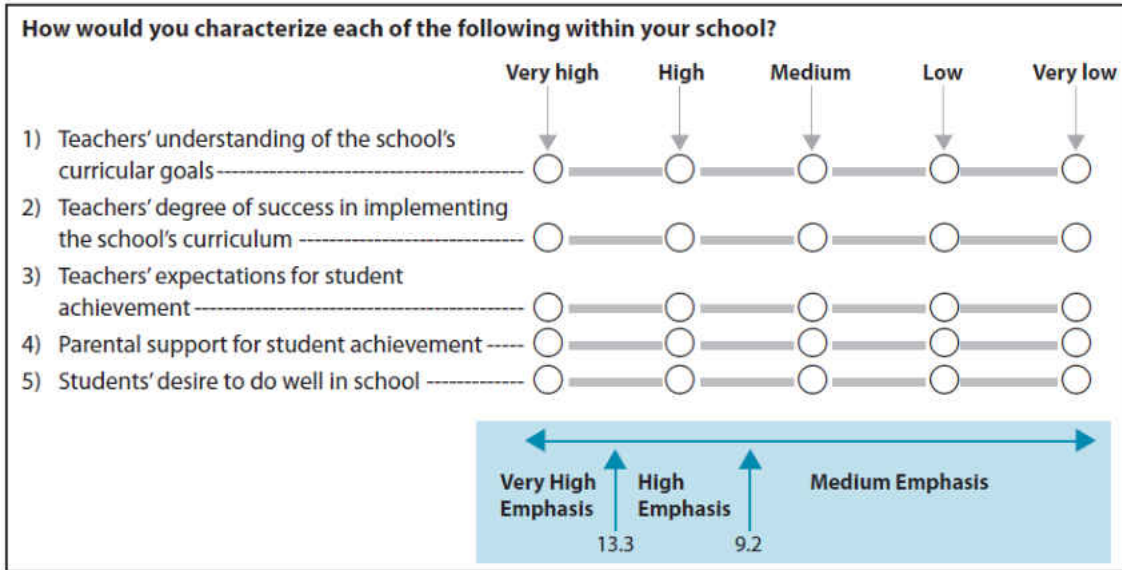 How would you characterize each of the following within your school?
Very high High Medium Low Very low
1) Teachers' understanding of the school's
curricular goals
2) Teachers' degree of success in implementing
the school's curriculum
3) Teachers' expectations for student
achievement
4) Parental support for student achievement
5) Students' desire to do well in school
Very High High Medium Emphasis
Emphasis Emphasis
13.3 9.2